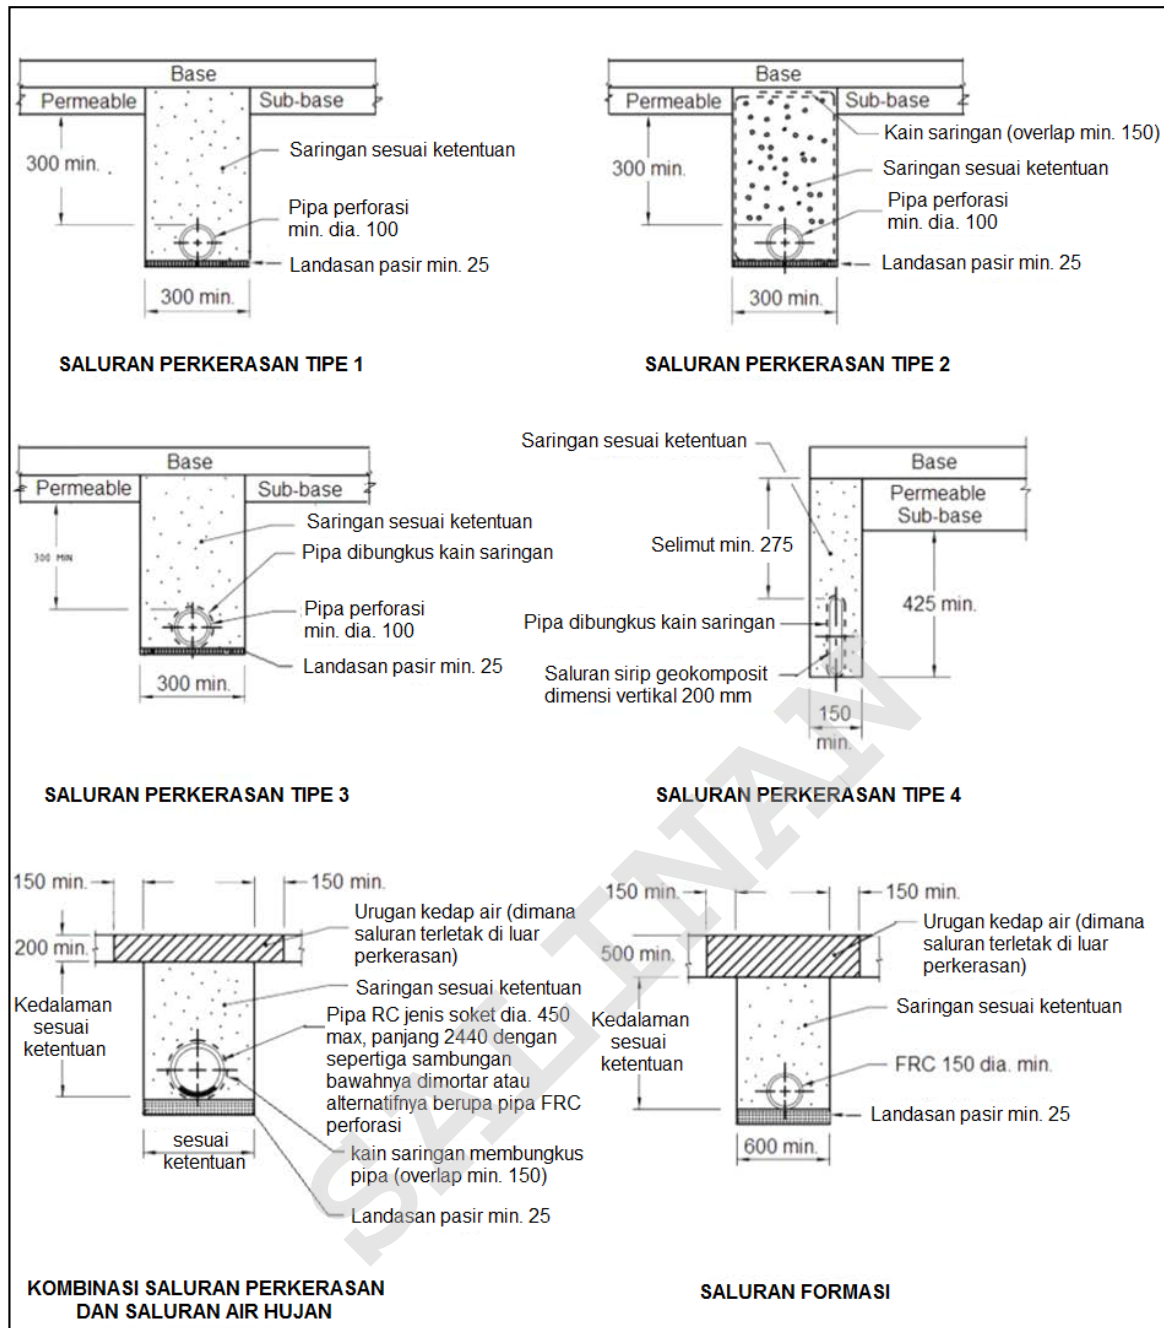 Base
Permeable
Sub-base
300 min.
Saringan sesuai ketentuan
Pipa perforasi
min. dia. 100
Landasan pasir min. 25
300 min.
SALURAN PERKERASAN TIPE 1
Base
Permeable
Sub-base
Kain saringan (overlap min. 150)
300 min.
Saringan sesuai ketentuan
Pipa perforasi
min. dia. 100
Landasan pasir min. 25
300 min.
SALURAN PERKERASAN TIPE 2
Base
Permeable
Sub-base
Saringan sesuai ketentuan
300 MIN
Pipa dibungkus kain saringan
Pipa perforasi
min. dia. 100
Landasan pasir min. 25
300 min.
SALURAN PERKERASAN TIPE 3
Saringan sesuai ketentuan
Base
Permeable
Sub-base
Selimut min. 275
425 min.
Pipa dibungkus kain saringan
Saluran sirip geokomposit
dimensi vertikal 200 mm
150
min.
SALURAN PERKERASAN TIPE 4
150 min.
150 min.
Urugan kedap air (dimana
saluran terletak di luar
perkerasan)
200 min.
Saringan sesuai ketentuan
Kedalaman
sesuai
ketentuan
Pipa RC jenis soket dia. 450
max, panjang 2440 dengan
sepertiga sambungan
bawahnya dimortar atau
alternatifnya berupa pipa FRC
perforasi
sesuai
ketentuan
kain saringan membungkus
pipa (overlap min. 150)
Landasan pasir min. 25
KOMBINASI SALURAN PERKERASAN
DAN SALURAN AIR HUJAN
150 min.
150 min.
Urugan kedap air (dimana
saluran terletak di luar
perkerasan)
500 min.
Saringan sesuai ketentuan
Kedalaman
sesuai
ketentuan
FRC 150 dia. min.
Landasan pasir min. 25
600 min.
SALURAN FORMASI
SALINAN